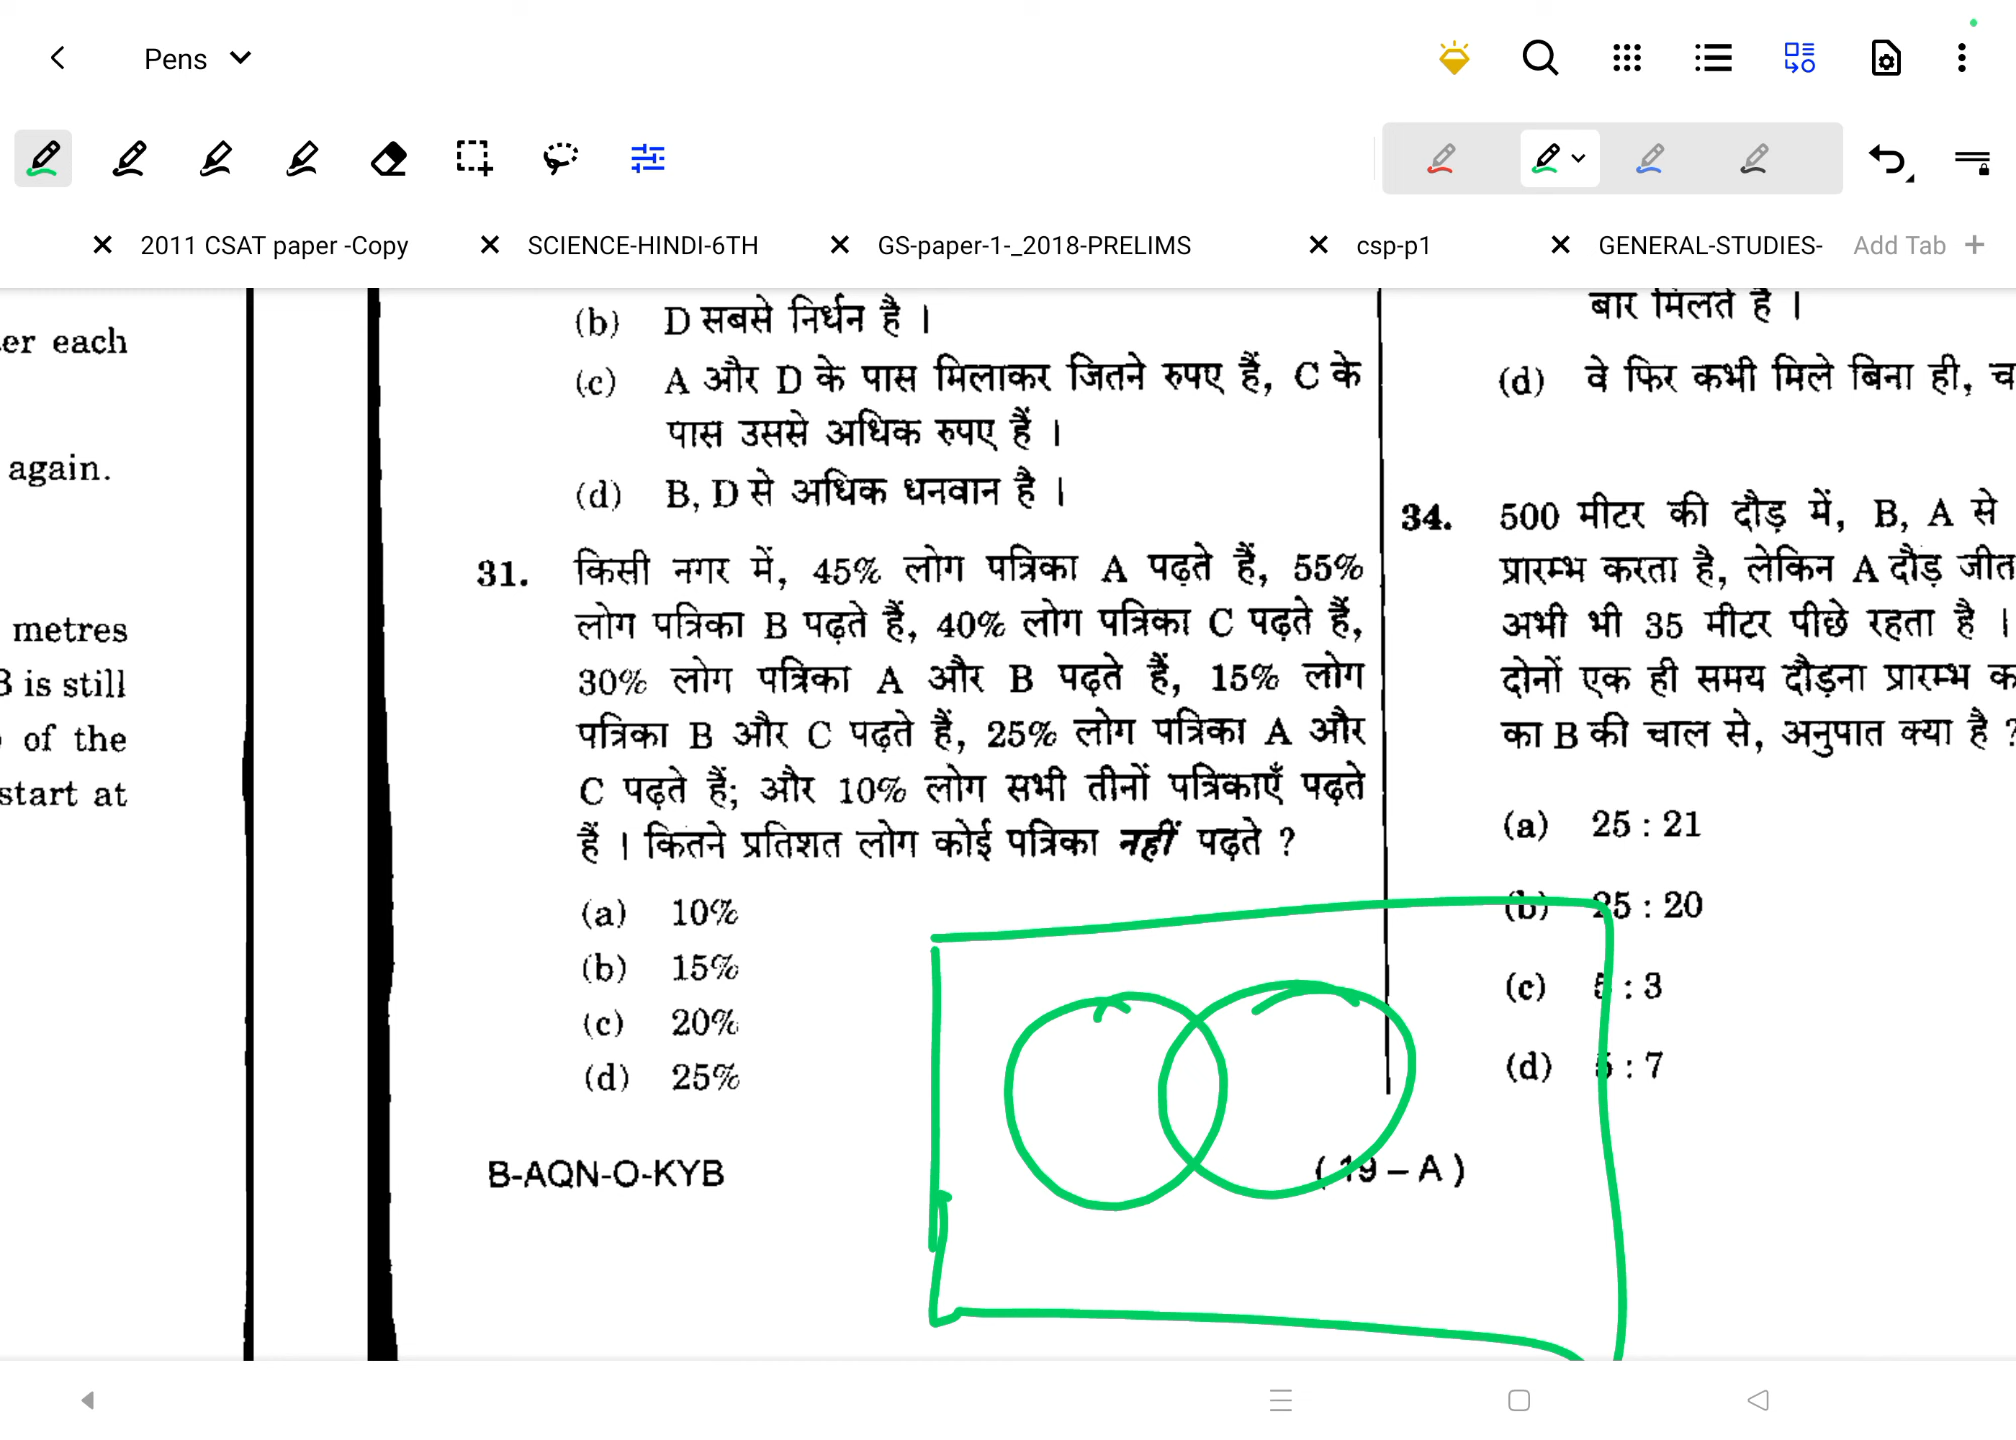 Pens
2011 CSAT paper -Copy
SCIENCE-HINDI-6TH
GS-paper-1-_2018-PRELIMS
csp-p1
GENERAL-STUDIES-
Add Tab +
er each
again.
metres
B is still
of the
start at
(b) D सबसे निर्धन है ।
(c) A और D के पास मिलाकर जितने रुपए हैं, C के
पास उससे अधिक रुपए हैं ।
(d) B, D से अधिक धनवान है ।
31. किसी नगर में, 45% लोग पत्रिका A पढ़ते हैं, 55%
लोग पत्रिका B पढ़ते हैं, 40% लोग पत्रिका C पढ़ते हैं,
30% लोग पत्रिका A और B पढ़ते हैं, 15% लोग
पत्रिका B और C पढ़ते हैं, 25% लोग पत्रिका A और
C पढ़ते हैं; और 10% लोग सभी तीनों पत्रिकाएँ पढ़ते
हैं । कितने प्रतिशत लोग कोई पत्रिका नहीं पढ़ते ?
(a) 10%
(b) 15%
(c) 20%
(d) 25%
B-AQN-O-KYB
( 19 – A )
बार मिलते हैं ।
(d) वे फिर कभी मिले बिना ही, च
34. 500 मीटर की दौड़ में, B, A से
प्रारम्भ करता है, लेकिन A दौड़ जीत
अभी भी 35 मीटर पीछे रहता है ।
दोनों एक ही समय दौड़ना प्रारम्भ क
का B की चाल से, अनुपात क्या है ?
(a) 25 : 21
(b) 25 : 20
(c) 5 : 3
(d) 5 : 7